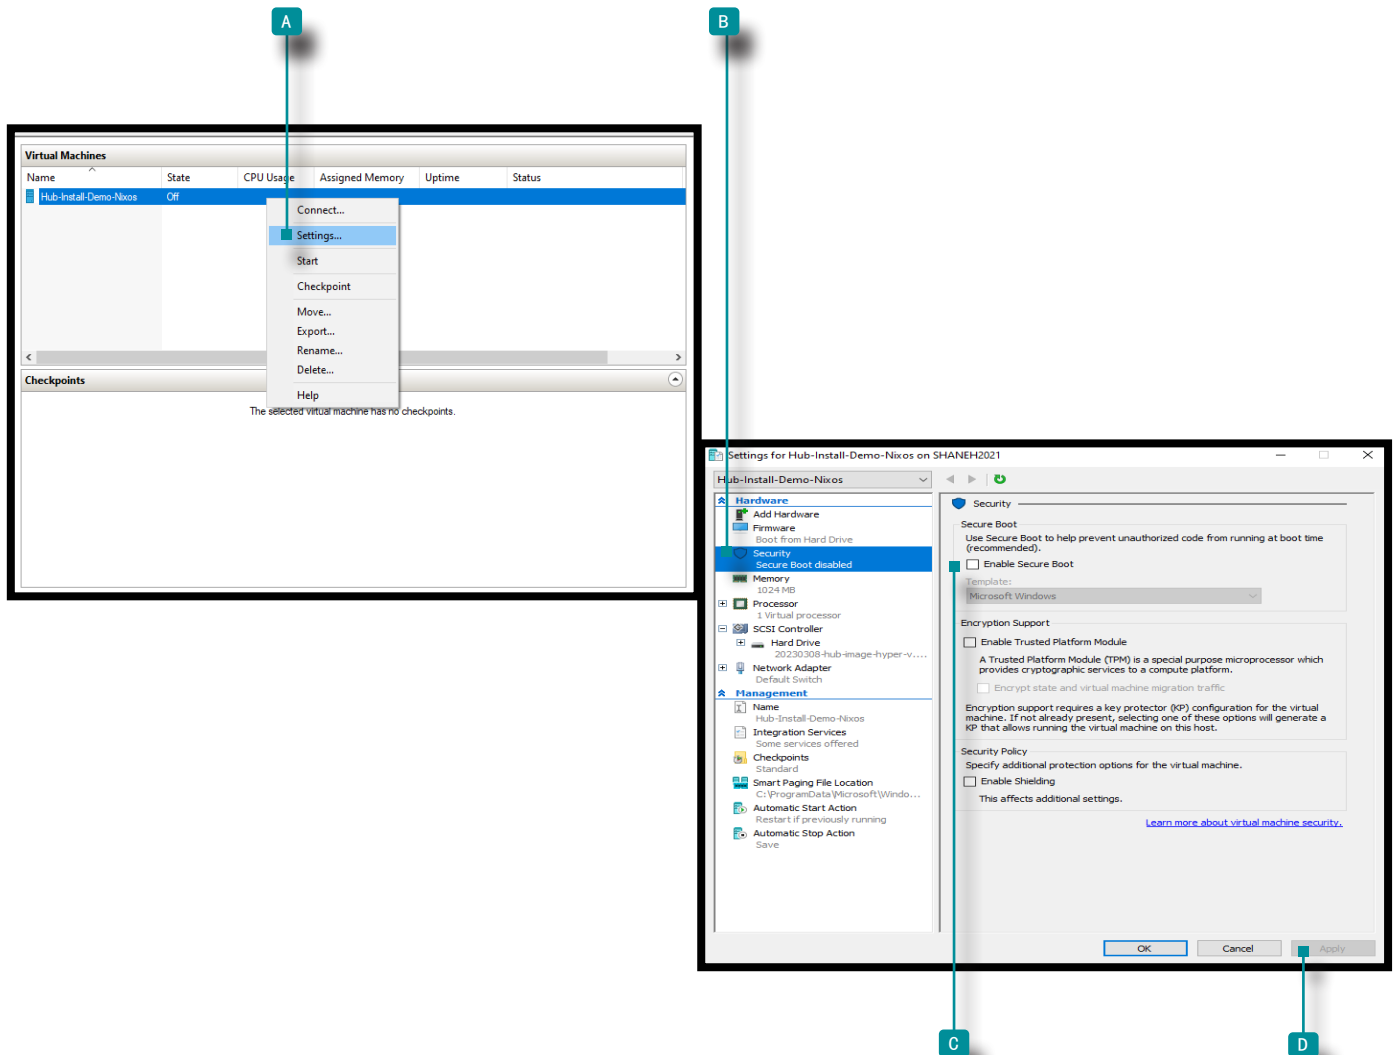 A
B
Virtual Machines
Name State CPU Usage Assigned Memory Uptime Status
Hub-Install-Demo-Nixos Off
Connect...
Settings...
Start
Checkpoint
Move...
Export...
Rename...
Delete...
Help
Checkpoints
The selected virtual machine has no checkpoints.
Settings for Hub-Install-Demo-Nixos on SHANEH2021
Hub-Install-Demo-Nixos
Hardware
Add Hardware
Firmware
Boot from Hard Drive
Security
Secure Boot disabled
Memory
1024 MB
Processor
1 Virtual processor
SCSI Controller
Hard Drive
20230308-hub-image-hyper-v....
Network Adapter
Default Switch
Management
Name
Hub-Install-Demo-Nixos
Integration Services
Some services offered
Checkpoints
Standard
Smart Paging File Location
C:\ProgramData\Microsoft\Windo...
Automatic Start Action
Restart if previously running
Automatic Stop Action
Save
Security
Secure Boot
Use Secure Boot to help prevent unauthorized code from running at boot time
(recommended).
Enable Secure Boot
Template:
Microsoft Windows
Encryption Support
Enable Trusted Platform Module
A Trusted Platform Module (TPM) is a special purpose microprocessor which
provides cryptographic services to a compute platform.
Encrypt state and virtual machine migration traffic
Encryption support requires a key protector (KP) configuration for the virtual
machine. If not already present, selecting one of these options will generate a
KP that allows running the virtual machine on this host.
Security Policy
Specify additional protection options for the virtual machine.
Enable Shielding
This affects additional settings.
Learn more about virtual machine security.
OK Cancel Apply
C
D